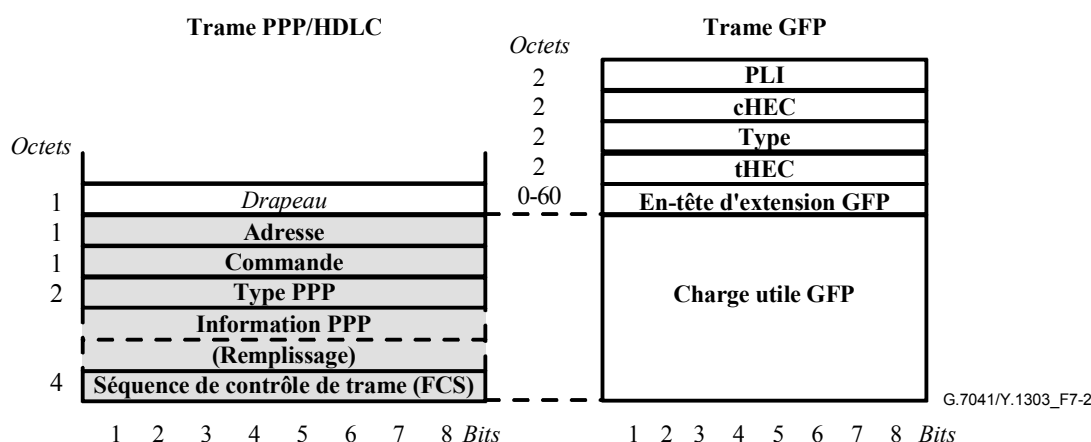 Trame PPP/HDLC
Trame GFP
Octets
2 PLI
2 cHEC
2 Type
Octets
2 tHEC
1 Drapeau
0-60 En-tête d'extension GFP
1 Adresse
1 Commande
2 Type PPP
Charge utile GFP
Information PPP
(Remplissage)
4 Séquence de contrôle de trame (FCS)
G.7041/Y.1303_F7-2
1 2 3 4 5 6 7 8 Bits
1 2 3 4 5 6 7 8 Bits